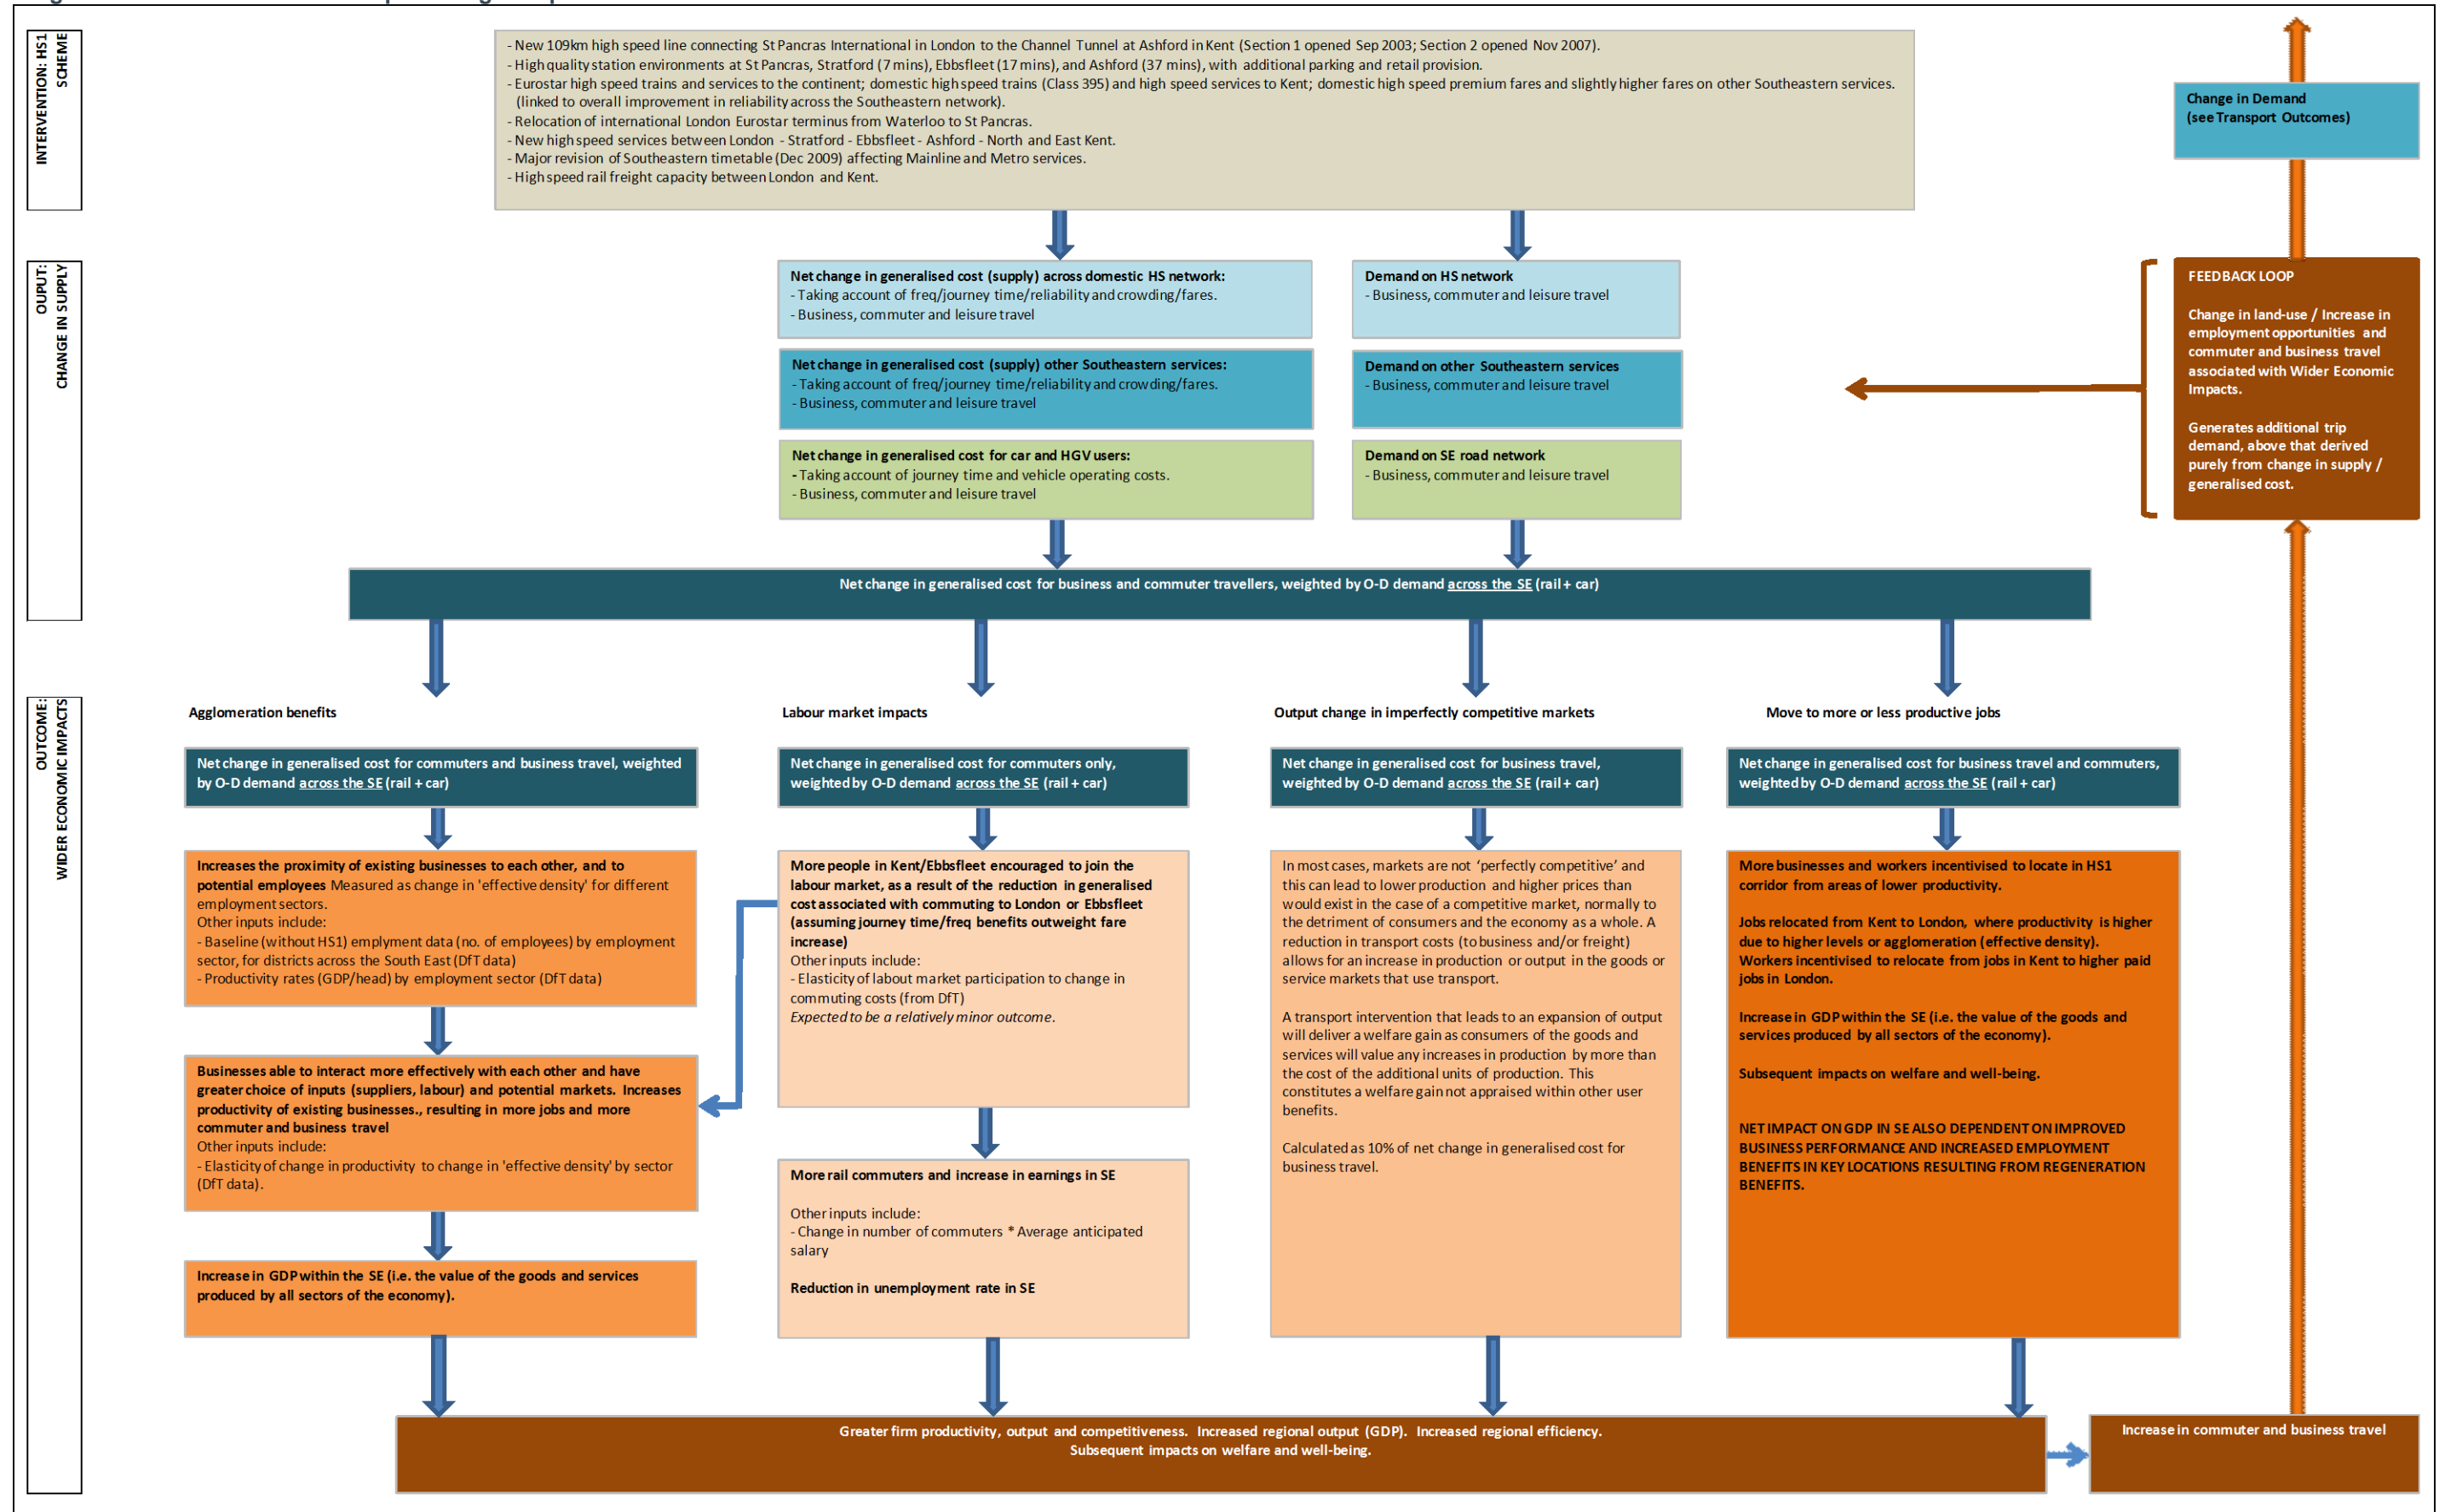 INTERVENTION: HS1
SCHEME
- New 109km high speed line connecting St Pancras International in London to the Channel Tunnel at Ashford in Kent (Section 1 opened Sep 2003; Section 2 opened Nov 2007).
- High quality station environments at St Pancras, Stratford (7 mins), Ebbsfleet (17 mins), and Ashford (37 mins), with additional parking and retail provision.
- Eurostar high speed trains and services to the continent; domestic high speed trains (Class 395) and high speed services to Kent; domestic high speed premium fares and slightly higher fares on other Southeastern services.
(linked to overall improvement in reliability across the Southeastern network).
- Relocation of international London Eurostar terminus from Waterloo to St Pancras.
- New high speed services between London - Stratford - Ebbsfleet - Ashford - North and East Kent.
- Major revision of Southeastern timetable (Dec 2009) affecting Mainline and Metro services.
- High speed rail freight capacity between London and Kent.
Change in Demand
(see Transport Outcomes)
OUPUT:
CHANGE IN SUPPLY
Net change in generalised cost (supply) across domestic HS network:
- Taking account of freq/journey time/reliability and crowding/fares.
- Business, commuter and leisure travel
Demand on HS network
- Business, commuter and leisure travel
Net change in generalised cost (supply) other Southeastern services:
- Taking account of freq/journey time/reliability and crowding/fares.
- Business, commuter and leisure travel
Demand on other Southeastern services
- Business, commuter and leisure travel
Net change in generalised cost for car and HGV users:
- Taking account of journey time and vehicle operating costs.
- Business, commuter and leisure travel
Demand on SE road network
- Business, commuter and leisure travel
FEEDBACK LOOP
Change in land-use / Increase in
employment opportunities and
commuter and business travel
associated with Wider Economic
Impacts.
Generates additional trip
demand, above that derived
purely from change in supply /
generalised cost.
Net change in generalised cost for business and commuter travellers, weighted by O-D demand across the SE (rail + car)
OUTCOME:
WIDER ECONOMIC IMPACTS
Agglomeration benefits
Net change in generalised cost for commuters and business travel, weighted
by O-D demand across the SE (rail + car)
Increases the proximity of existing businesses to each other, and to
potential employees Measured as change in 'effective density' for different
employment sectors.
Other inputs include:
- Baseline (without HS1) emplyment data (no. of employees) by employment
sector, for districts across the South East (DfT data)
- Productivity rates (GDP/head) by employment sector (DfT data)
Businesses able to interact more effectively with each other and have
greater choice of inputs (suppliers, labour) and potential markets. Increases
productivity of existing businesses., resulting in more jobs and more
commuter and business travel
Other inputs include:
- Elasticity of change in productivity to change in 'effective density' by sector
(DfT data).
Increase in GDP within the SE (i.e. the value of the goods and services
produced by all sectors of the economy).
Labour market impacts
Net change in generalised cost for commuters only,
weighted by O-D demand across the SE (rail + car)
More people in Kent/Ebbsfleet encouraged to join the
labour market, as a result of the reduction in generalised
cost associated with commuting to London or Ebbsfleet
(assuming journey time/freq benefits outweight fare
increase)
Other inputs include:
- Elasticity of labout market participation to change in
commuting costs (from DfT)
Expected to be a relatively minor outcome.
More rail commuters and increase in earnings in SE
Other inputs include:
- Change in number of commuters * Average anticipated
salary
Reduction in unemployment rate in SE
Output change in imperfectly competitive markets
Net change in generalised cost for business travel,
weighted by O-D demand across the SE (rail + car)
In most cases, markets are not ‘perfectly competitive’ and
this can lead to lower production and higher prices than
would exist in the case of a competitive market, normally to
the detriment of consumers and the economy as a whole. A
reduction in transport costs (to business and/or freight)
allows for an increase in production or output in the goods or
service markets that use transport.
A transport intervention that leads to an expansion of output
will deliver a welfare gain as consumers of the goods and
services will value any increases in production by more than
the cost of the additional units of production. This
constitutes a welfare gain not appraised within other user
benefits.
Calculated as 10% of net change in generalised cost for
business travel.
Move to more or less productive jobs
Net change in generalised cost for business travel and commuters,
weighted by O-D demand across the SE (rail + car)
More businesses and workers incentivised to locate in HS1
corridor from areas of lower productivity.
Jobs relocated from Kent to London, where productivity is higher
due to higher levels or agglomeration (effective density).
Workers incentivised to relocate from jobs in Kent to higher paid
jobs in London.
Increase in GDP within the SE (i.e. the value of the goods and
services produced by all sectors of the economy).
Subsequent impacts on welfare and well-being.
NET IMPACT ON GDP IN SE ALSO DEPENDENT ON IMPROVED
BUSINESS PERFORMANCE AND INCREASED EMPLOYMENT
BENEFITS IN KEY LOCATIONS RESULTING FROM REGENERATION
BENEFITS.
Greater firm productivity, output and competitiveness. Increased regional output (GDP). Increased regional efficiency.
Subsequent impacts on welfare and well-being.
Increase in commuter and business travel